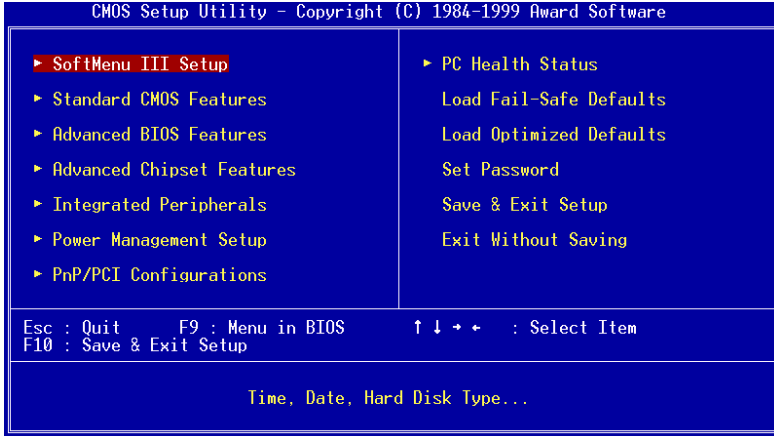 CMOS Setup Utility - Copyright (C) 1984-1999 Award Software
► SoftMenu III Setup
► Standard CMOS Features
► Advanced BIOS Features
► Advanced Chipset Features
► Integrated Peripherals
► Power Management Setup
► PnP/PCI Configurations
► PC Health Status
Load Fail-Safe Defaults
Load Optimized Defaults
Set Password
Save & Exit Setup
Exit Without Saving
Esc : Quit F9 : Menu in BIOS ↑ ↓ → ← : Select Item
F10 : Save & Exit Setup
Time, Date, Hard Disk Type...